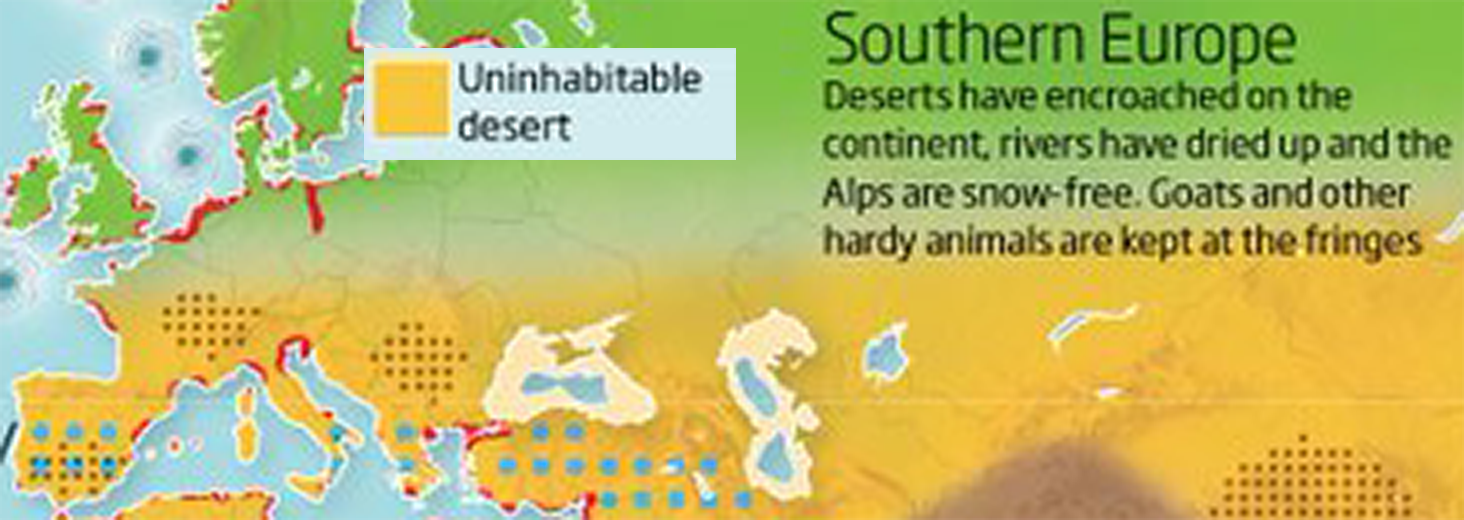 Uninhabitable
desert
Southern Europe
Deserts have encroached on the
continent, rivers have dried up and the
Alps are snow-free. Goats and other
hardy animals are kept at the fringes